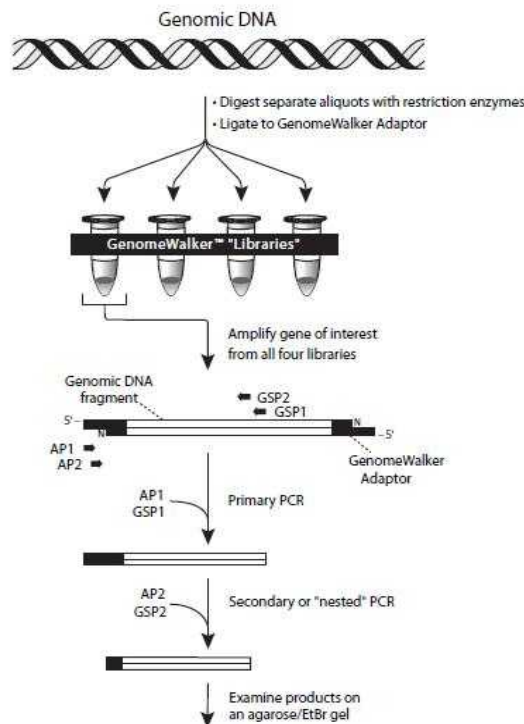 Genomic DNA
• Digest separate aliquots with restriction enzymes
• Ligate to GenomeWalker Adaptor
GenomeWalker™ "Libraries"
Amplify gene of interest
from all four libraries
Genomic DNA
fragment
GSP2
GSP1
5'
N
N
5'
AP1
AP2
GenomeWalker
Adaptor
AP1
GSP1
Primary PCR
AP2
GSP2
Secondary or "nested" PCR
Examine products on
an agarose/EtBr gel